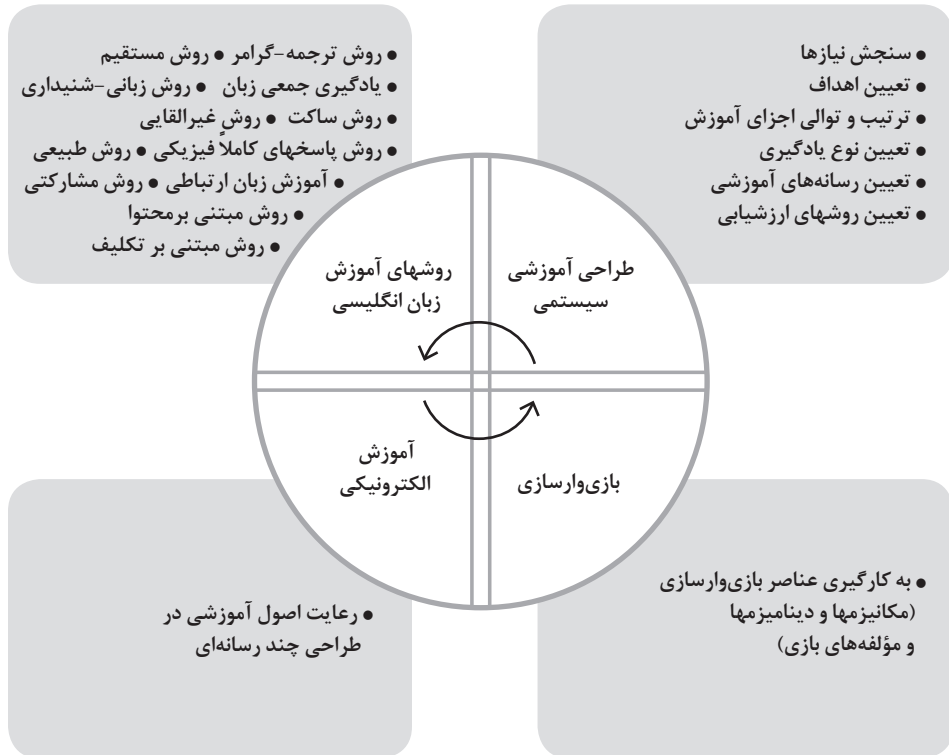 ● سنجش نیازها
● تعیین اهداف
● ترتیب و توالی اجزای آموزش
● تعیین نوع یادگیری
● تعیین رسانه‌های آموزشی
● تعیین روشهای ارزشیابی
● روش ترجمه-گرامر ● روش مستقیم
● یادگیری جمعی زبان ● روش زبانی-شنیداری
● روش ساکت ● روش غیرالقایی
● روش پاسخهای کاملاً فیزیکی ● روش طبیعی
● آموزش زبان ارتباطی ● روش مشارکتی
● روش مبتنی برمحتوا
● روش مبتنی بر تکلیف
طراحی آموزشی
سیستمی
روشهای آموزش
زبان انگلیسی
بازی‌وارسازی
آموزش
الکترونیکی
● به کارگیری عناصر بازی‌وارسازی
(مکانیزمها و دینامیزمها
و مؤلفه‌های بازی)
● رعایت اصول آموزشی در
طراحی چند رسانه‌ای